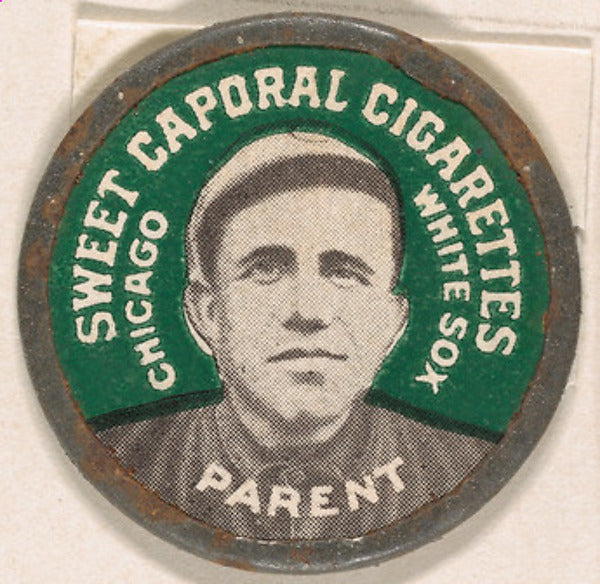 SWEET CAPORAL CIGARETTES
CHICAGO
WHITE SOX
PARENT